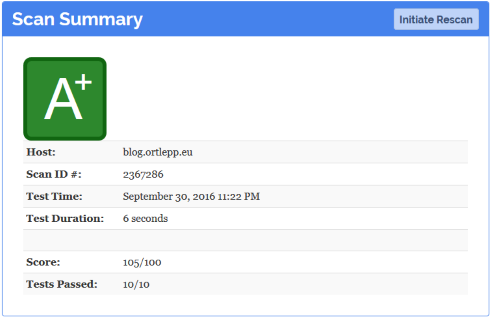 Scan Summary
Initiate Rescan
A+
Host: blog.ortlepp.eu
Scan ID #: 2367286
Test Time: September 30, 2016 11:22 PM
Test Duration: 6 seconds
Score: 105/100
Tests Passed: 10/10